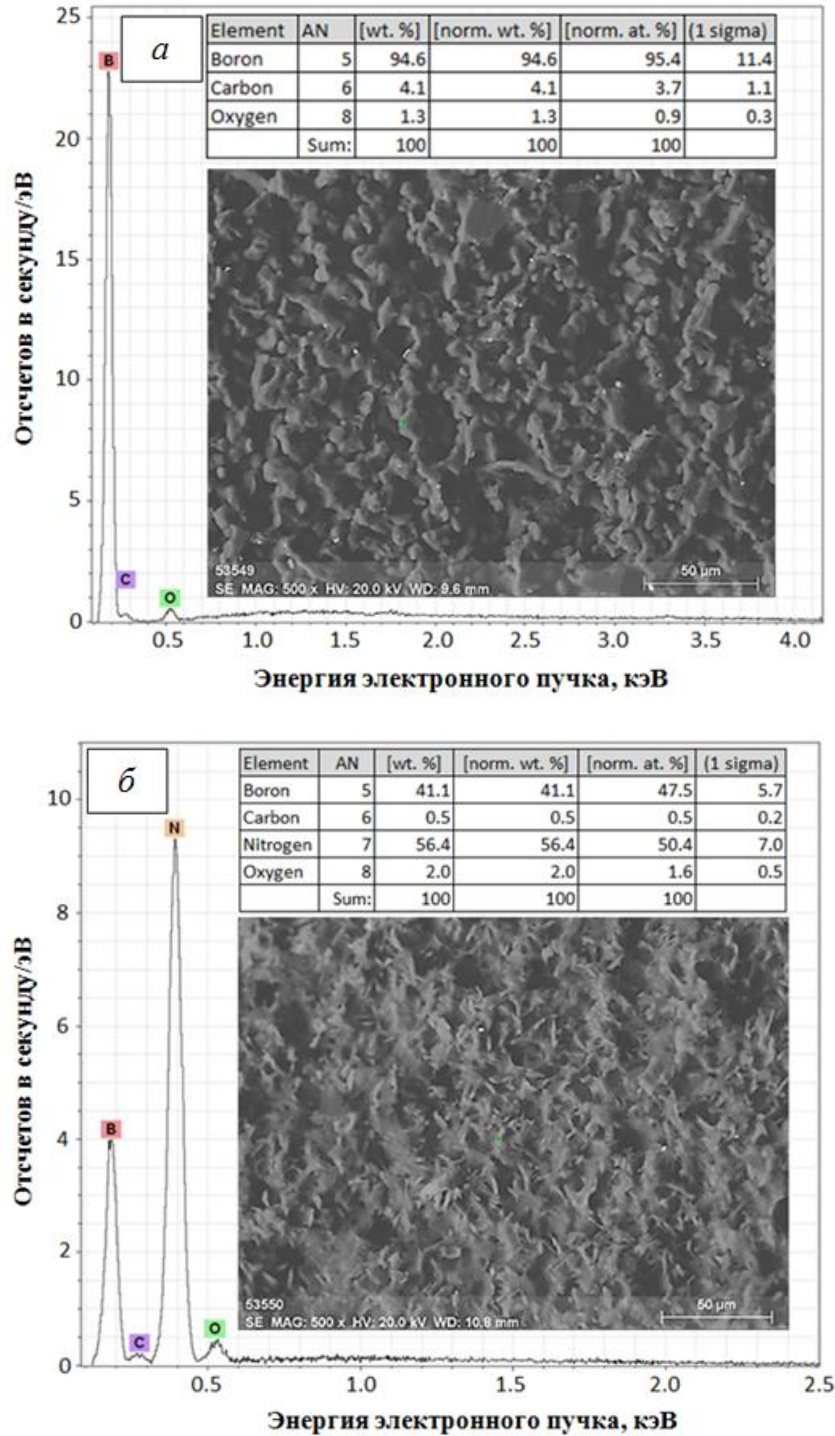 а
Element AN [wt. %] [norm. wt. %] [norm. at. %] (1 sigma)
Boron 5 94.6 94.6 95.4 11.4
Carbon 6 4.1 4.1 3.7 1.1
Oxygen 8 1.3 1.3 0.9 0.3
Sum: 100 100 100
25
20
15
10
5
0
B
C
O
53549
SE MAG: 500 x HV: 20.0 kV WD: 9.6 mm
50 µm
0.5 1.0 1.5 2.0 2.5 3.0 3.5 4.0
Отсчетов в секунду/эВ
Энергия электронного пучка, кэВ
б
Element AN [wt. %] [norm. wt. %] [norm. at. %] (1 sigma)
Boron 5 41.1 41.1 47.5 5.7
Carbon 6 0.5 0.5 0.5 0.2
Nitrogen 7 56.4 56.4 50.4 7.0
Oxygen 8 2.0 2.0 1.6 0.5
Sum: 100 100 100
10
8
6
4
2
0
N
B
C
O
53550
SE MAG: 500 x HV: 20.0 kV WD: 10.8 mm
50 µm
0.5 1.0 1.5 2.0 2.5
Отсчетов в секунду/эВ
Энергия электронного пучка, кэВ